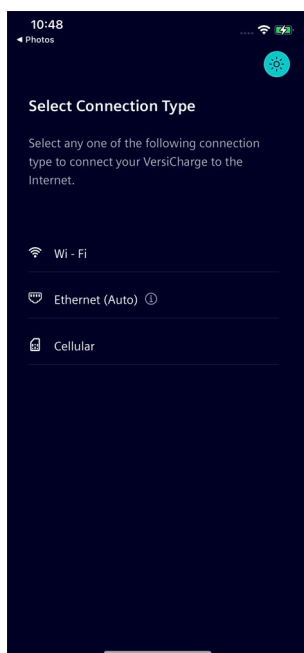 10:48
◀ Photos
Select Connection Type
Select any one of the following connection
type to connect your VersiCharge to the
Internet.
Wi - Fi
Ethernet (Auto)
Cellular